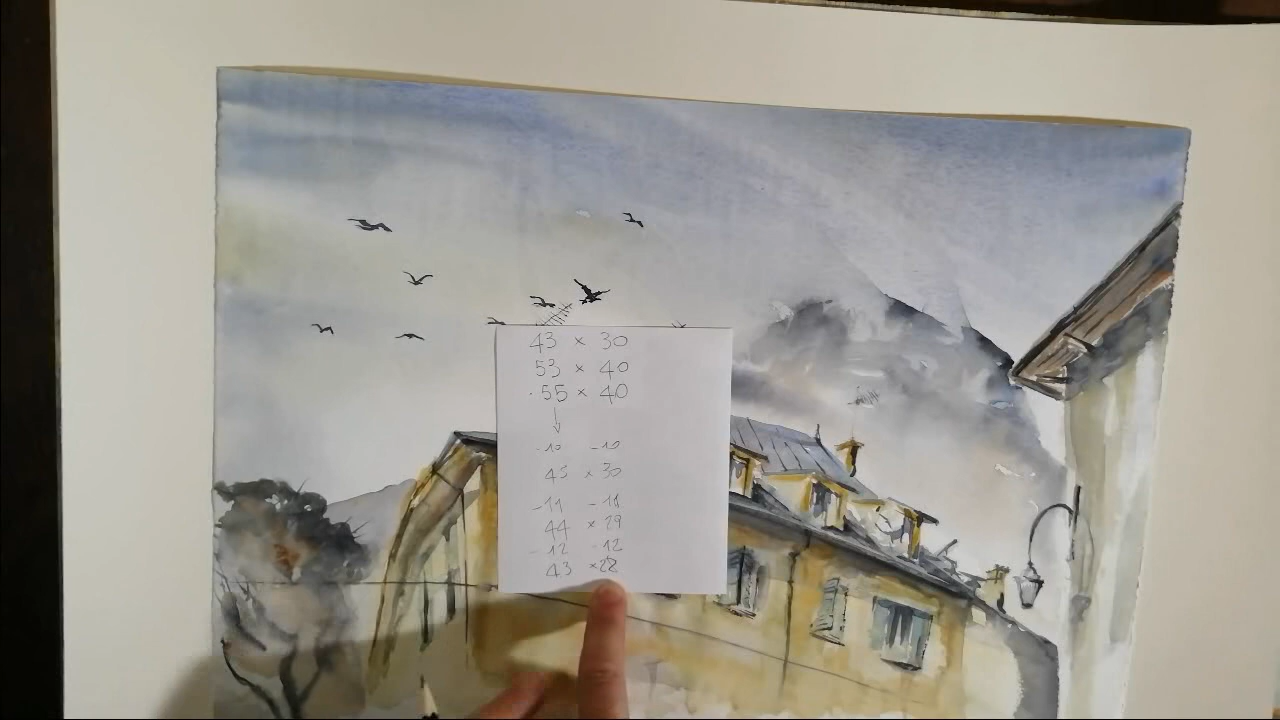 43 × 30
53 × 40
·55 × 40
↓
-10 -10
45 × 30
-11 -11
44 × 29
-12 -12
43 × 28